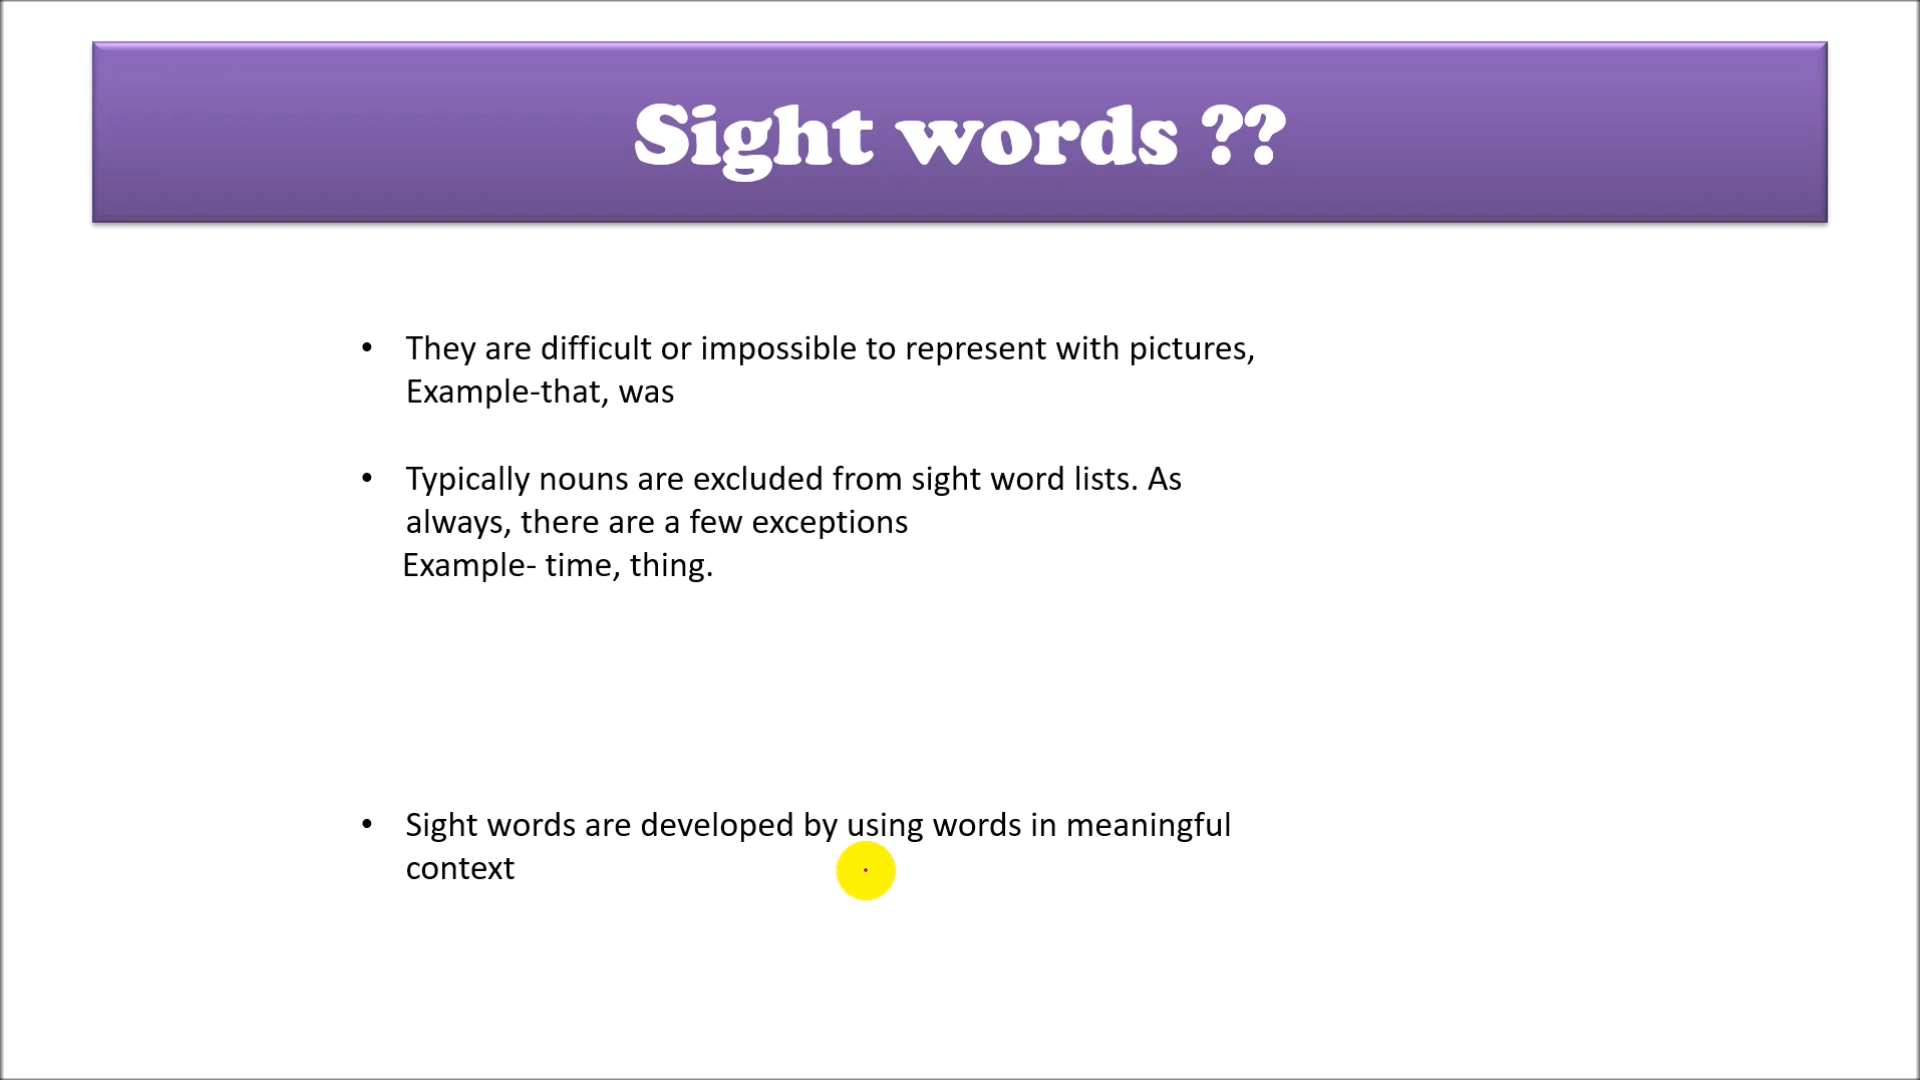 Sight words ??
• They are difficult or impossible to represent with pictures,
Example-that, was
• Typically nouns are excluded from sight word lists. As
always, there are a few exceptions
Example- time, thing.
• Sight words are developed by using words in meaningful
context